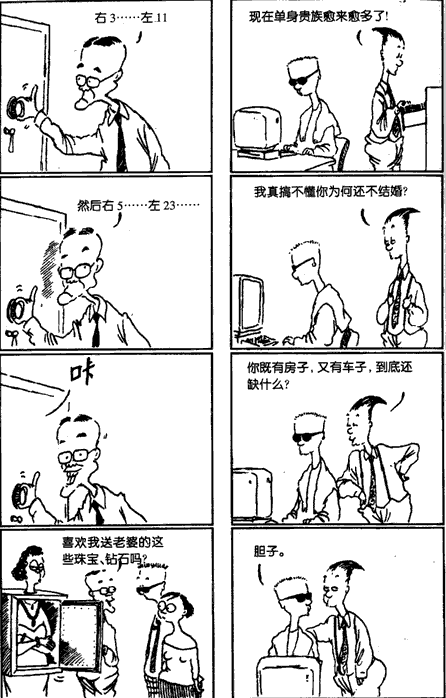 右3……左11
然后右5……左23……
咔
喜欢我送老婆的这
些珠宝、钻石吗?
现在单身贵族愈来愈多了!
我真搞不懂你为何还不结婚?
你既有房子,又有车子,到底还
缺什么?
胆子。